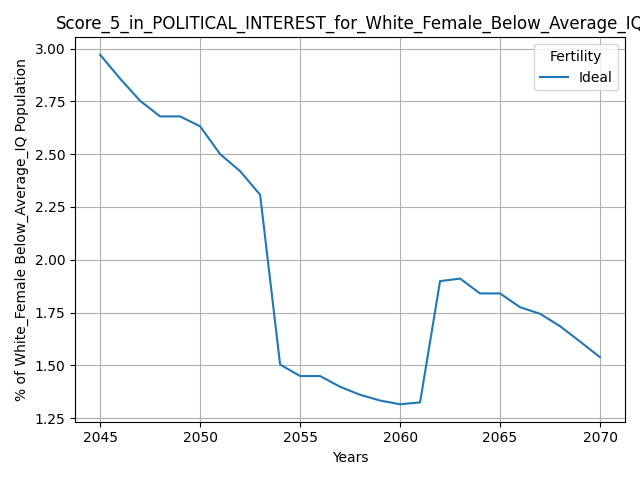 Score_5_in_POLITICAL_INTEREST_for_White_Female_Below_Average_IQ
Fertility
Ideal
3.00
2.75
2.50
2.25
2.00
1.75
1.50
1.25
% of White_Female Below_Average_IQ Population
2045
2050
2055
2060
2065
2070
Years